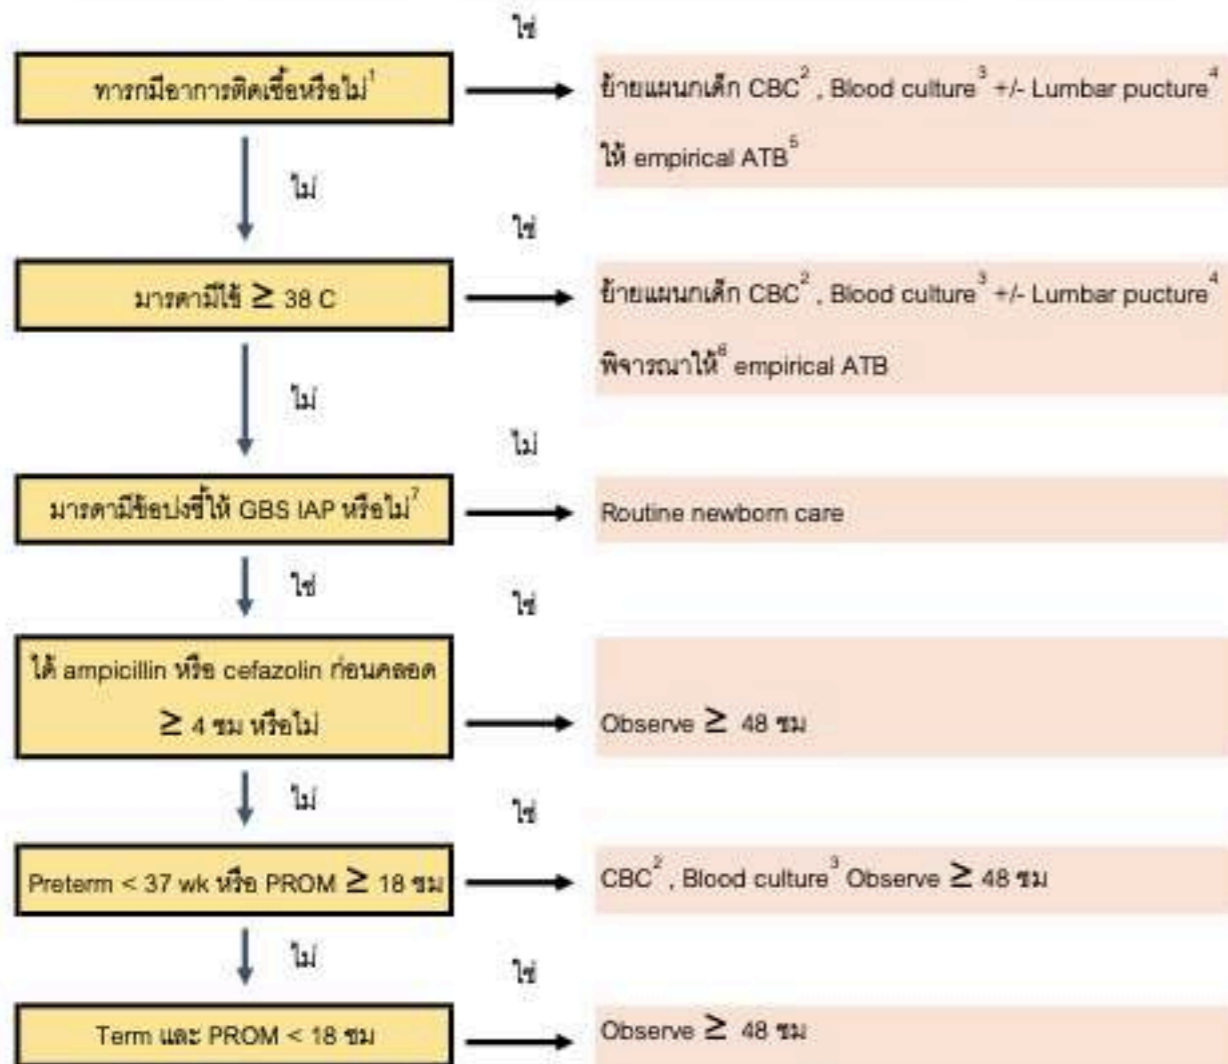 ใช่
ทารกมีอาการติดเชื้อหรือไม่¹
ย้ายแผนกเด็ก CBC², Blood culture³ +/- Lumbar pucture⁴
ให้ empirical ATB⁵
ไม่
ใช่
มารดามีไข้ ≥ 38 C
ย้ายแผนกเด็ก CBC², Blood culture³ +/- Lumbar pucture⁴
พิจารณาให้⁶ empirical ATB
ไม่
ไม่
มารดามีข้อบ่งชี้ให้ GBS IAP หรือไม่⁷
Routine newborn care
ใช่
ใช่
ได้ ampicillin หรือ cefazolin ก่อนคลอด
≥ 4 ชม หรือไม่
Observe ≥ 48 ชม
ไม่
ใช่
Preterm < 37 wk หรือ PROM ≥ 18 ชม
CBC², Blood culture³ Observe ≥ 48 ชม
ไม่
ใช่
Term และ PROM < 18 ชม
Observe ≥ 48 ชม